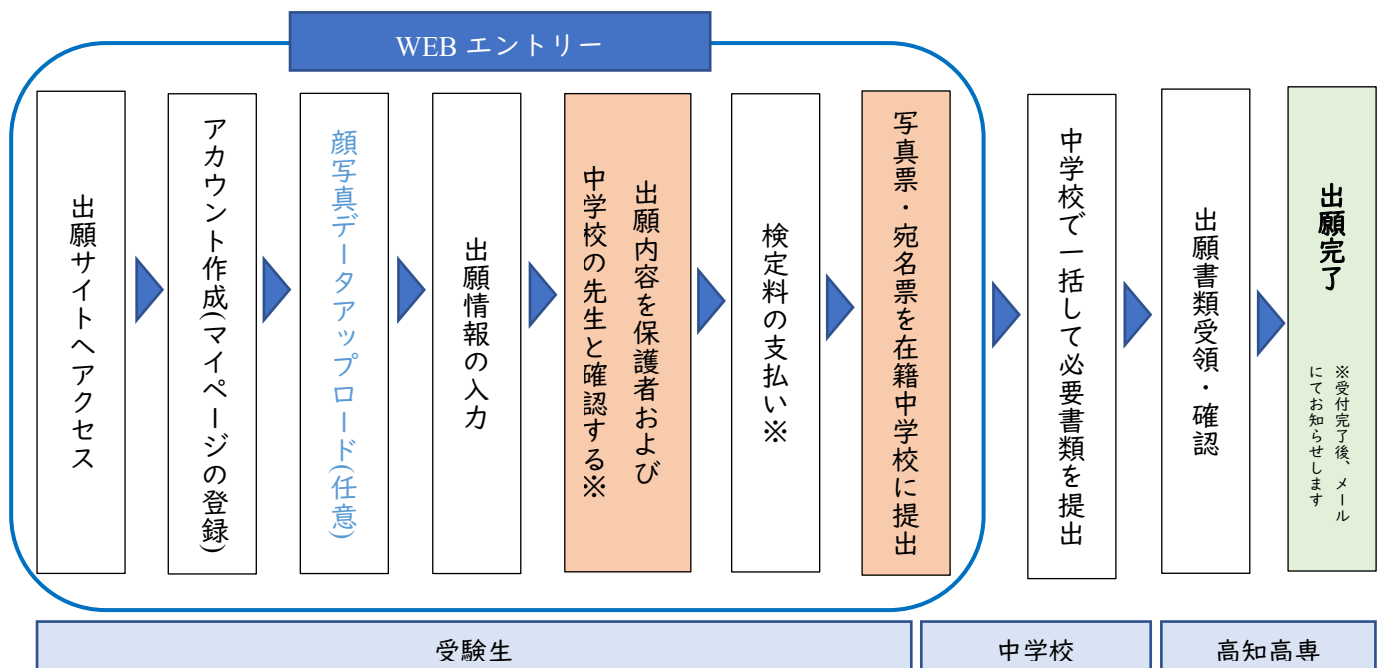 WEB エントリー
出願サイトへアクセス
アカウント作成(マイページの登録)
顔写真データアップロード(任意)
出願情報の入力
出願内容を保護者および
中学校の先生と確認する※
検定料の支払い※
写真票・宛名票を在籍中学校に提出
中学校で一括して必要書類を提出
出願書類受領・確認
出願完了
※受付完了後、メール
にてお知らせします
受験生
中学校
高知高専